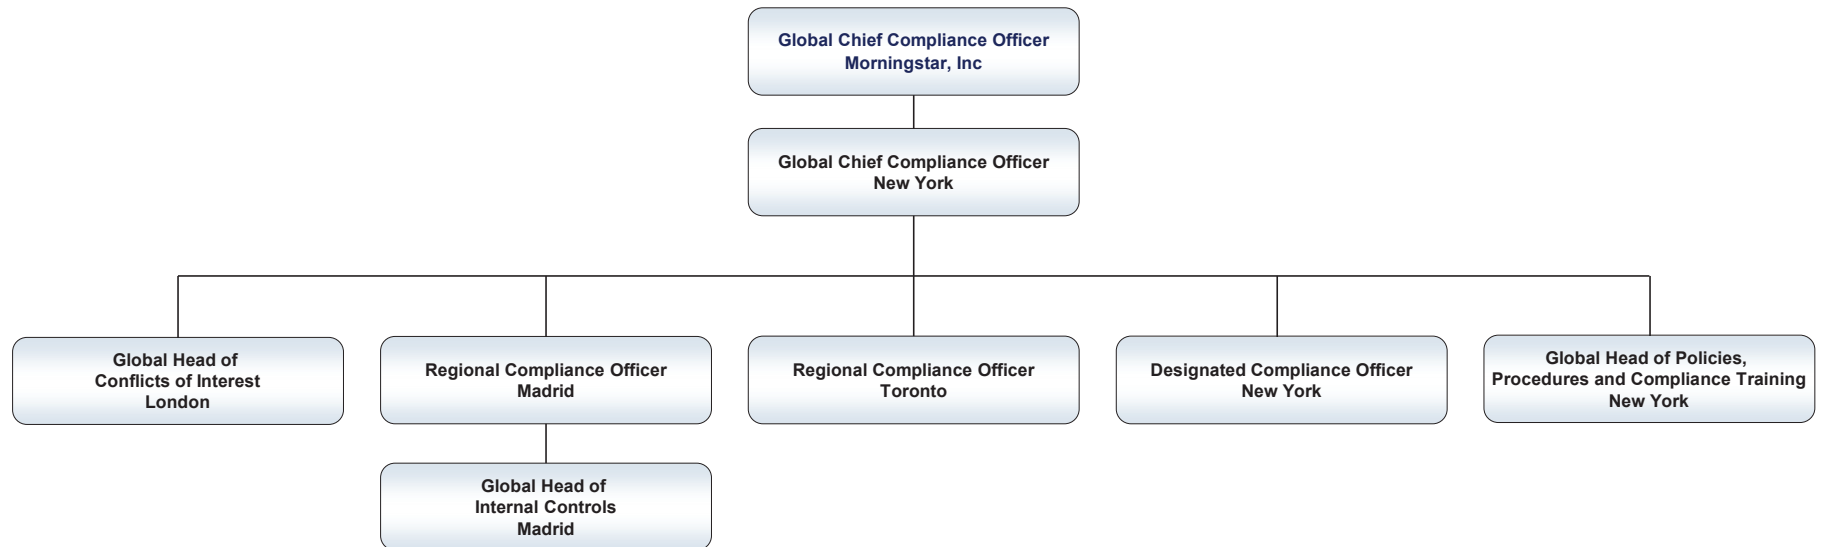 Global Chief Compliance Officer
Morningstar, Inc
Global Chief Compliance Officer
New York
Global Head of
Conflicts of Interest
London
Regional Compliance Officer
Madrid
Regional Compliance Officer
Toronto
Designated Compliance Officer
New York
Global Head of Policies,
Procedures and Compliance Training
New York
Global Head of
Internal Controls
Madrid